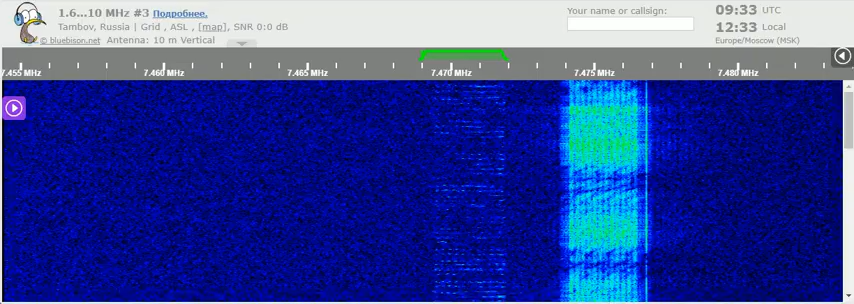 1.6...10 MHz #3 Подробнее.
Tambov, Russia | Grid , ASL , [map], SNR 0:0 dB
© bluebison.net Antenna: 10 m Vertical
Your name or callsign:
09:33 UTC
12:33 Local
Europe/Moscow (MSK)
7.455 MHz 7.460 MHz 7.465 MHz 7.470 MHz 7.475 MHz 7.480 MHz